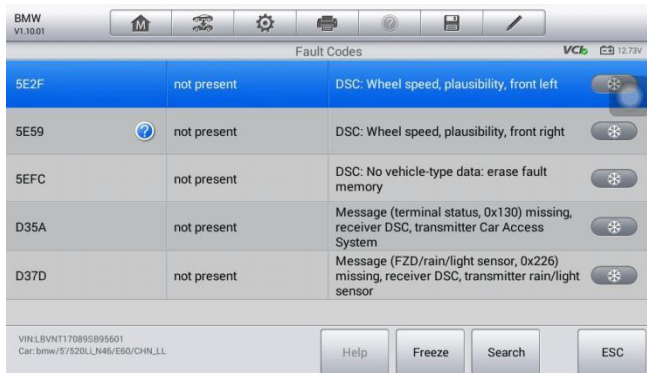 BMW
V1.10.01
Fault Codes
VCI 12.73V
5E2F not present DSC: Wheel speed, plausibility, front left
5E59 not present DSC: Wheel speed, plausibility, front right
5EFC not present DSC: No vehicle-type data: erase fault
memory
D35A not present Message (terminal status, 0x130) missing,
receiver DSC, transmitter Car Access
System
D37D not present Message (FZD/rain/light sensor, 0x226)
missing, receiver DSC, transmitter rain/light
sensor
VIN:LBVNT17089SB95601
Car: bmw/5'/520Li_N46/E60/CHN_LL
Help Freeze Search ESC